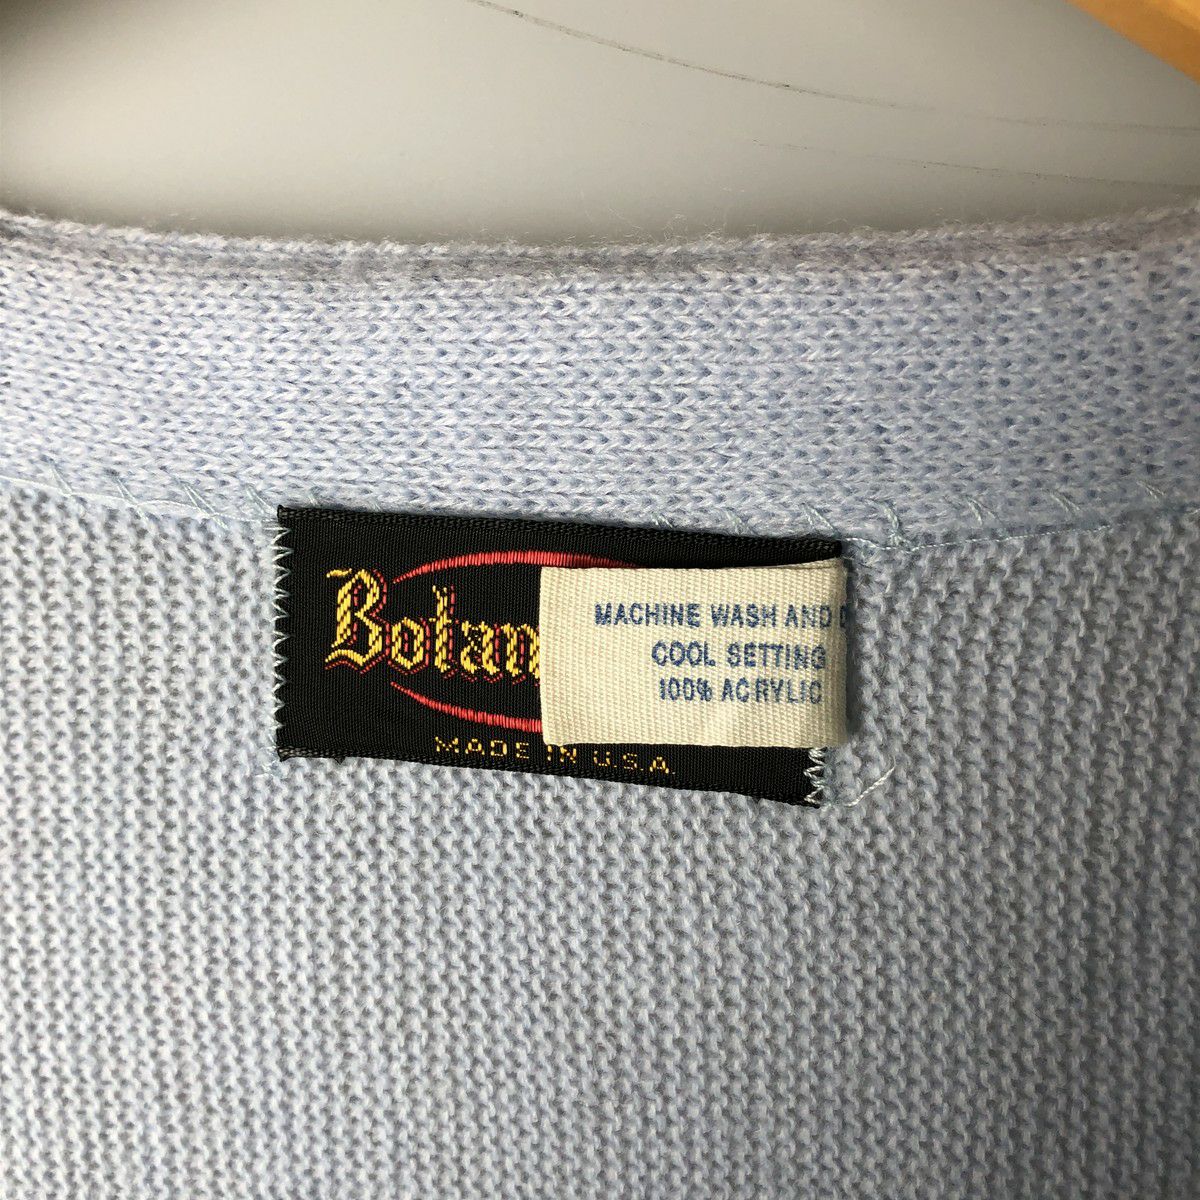 Botan
MADE IN U.S.A.
MACHINE WASH AND D
COOL SETTING
100% ACRYLIC